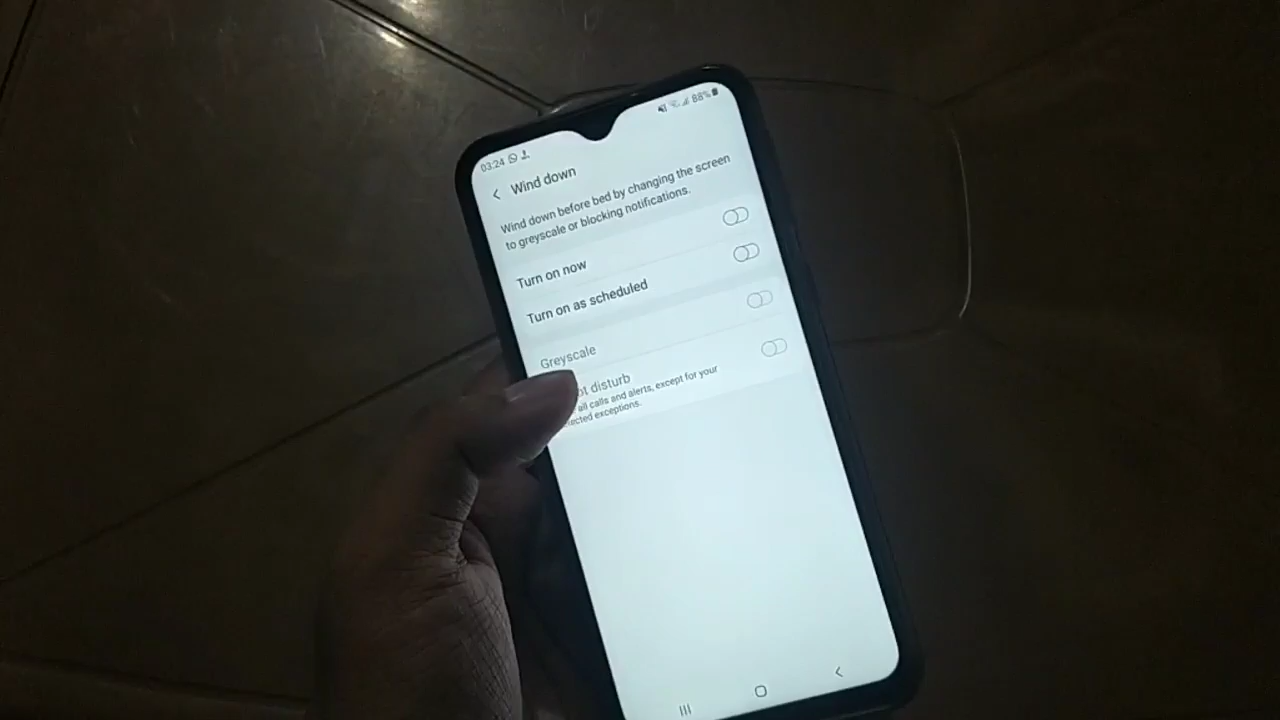 03:24 88%
Wind down
Wind down before bed by changing the screen
to greyscale or blocking notifications.
Turn on now
Turn on as scheduled
Greyscale
disturb
all calls and alerts, except for your
exceptions.